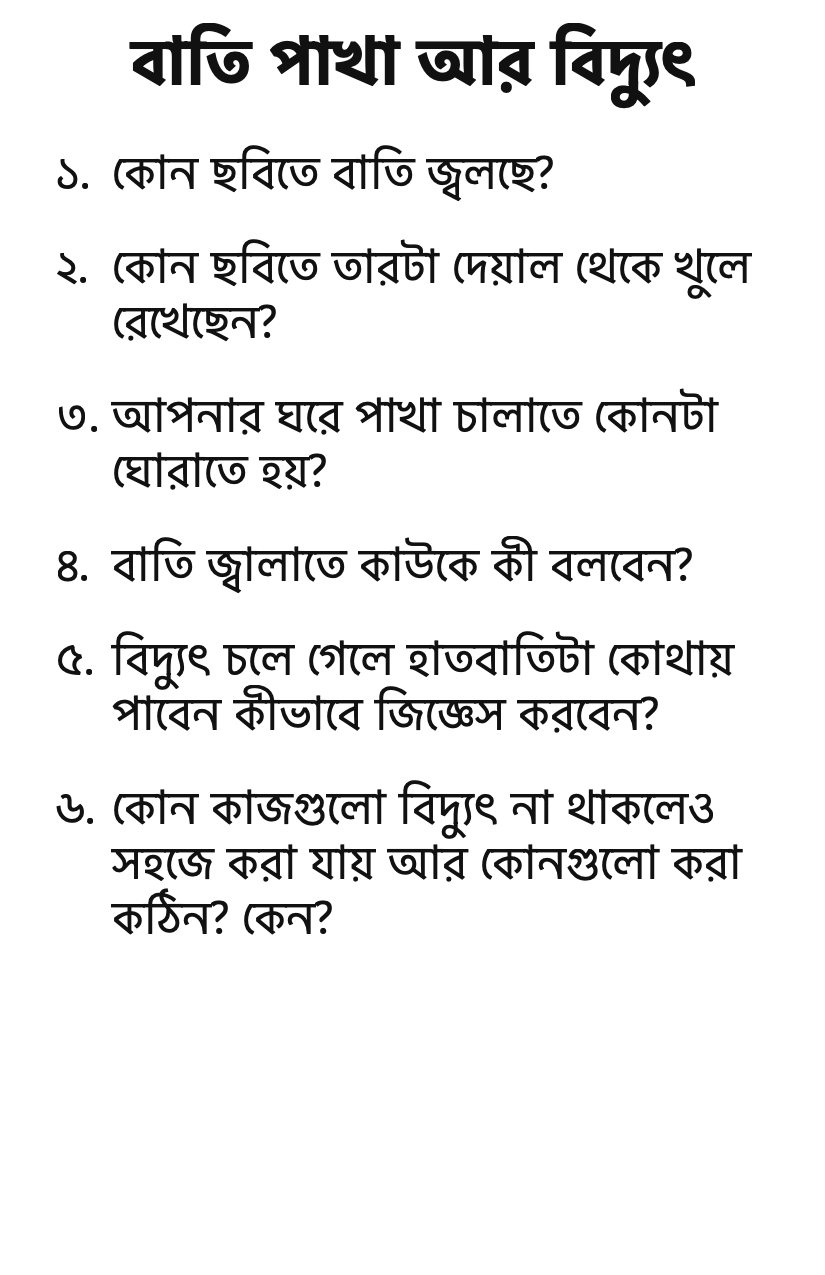 বাতি পাখা আর বিদ্যুৎ
১. কোন ছবিতে বাতি জ্বলছে?
২. কোন ছবিতে তারটা দেয়াল থেকে খুলে
রেখেছেন?
৩. আপনার ঘরে পাখা চালাতে কোনটা
ঘোরাতে হয়?
৪. বাতি জ্বালাতে কাউকে কী বলবেন?
৫. বিদ্যুৎ চলে গেলে হাতবাতিটা কোথায়
পাবেন কীভাবে জিজ্ঞেস করবেন?
৬. কোন কাজগুলো বিদ্যুৎ না থাকলেও
সহজে করা যায় আর কোনগুলো করা
কঠিন? কেন?